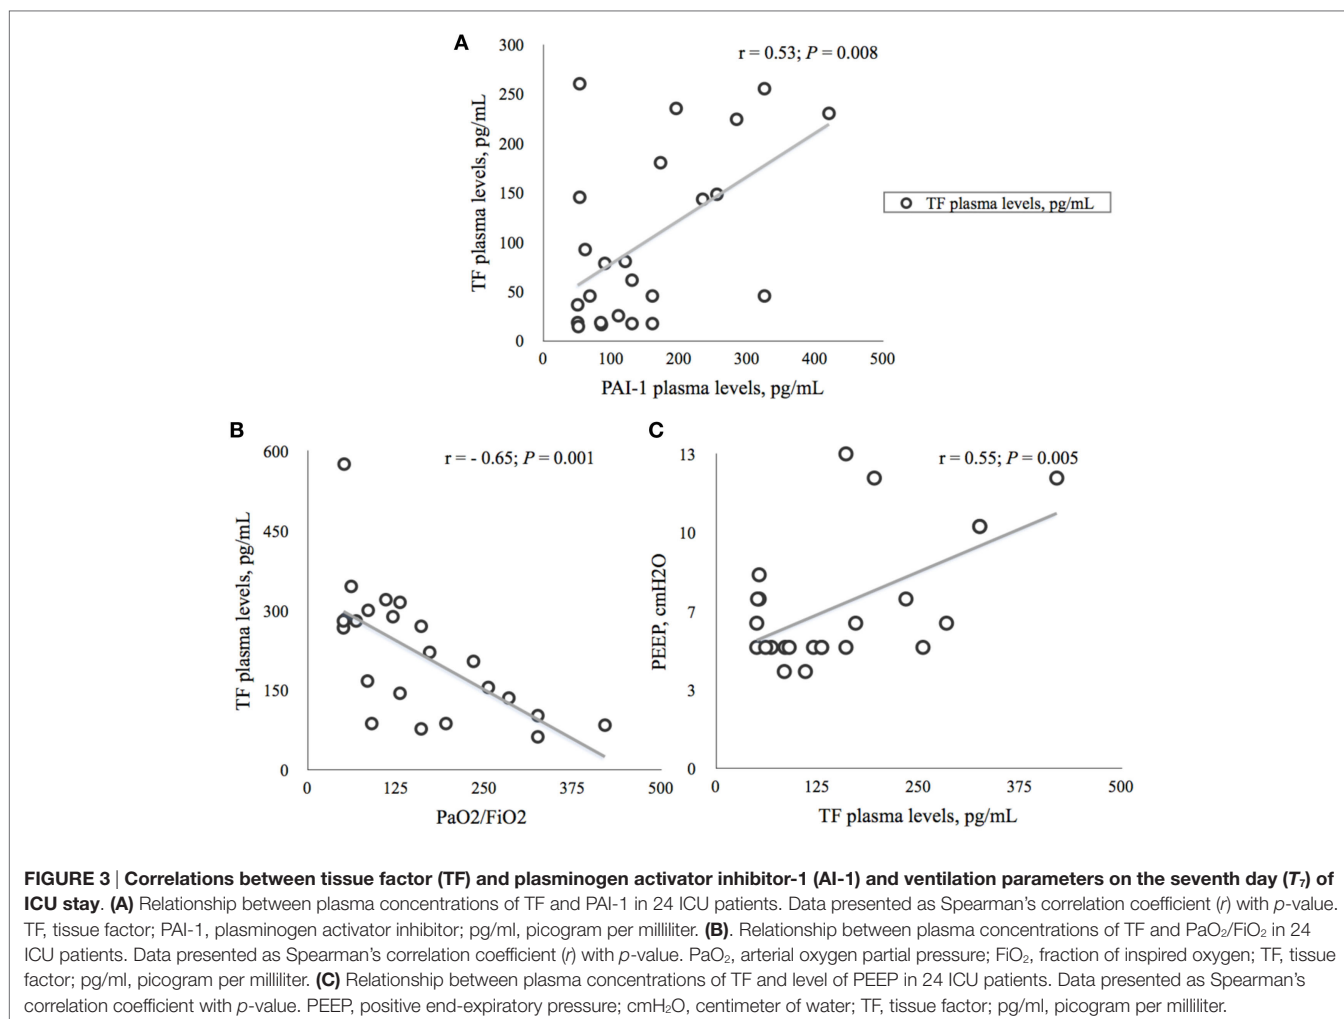 A
r = 0.53; P = 0.008
300
250
200
150
100
50
0
TF plasma levels, pg/mL
0 100 200 300 400 500
PAI-1 plasma levels, pg/mL
TF plasma levels, pg/mL
B
r = - 0.65; P = 0.001
600
450
300
150
0
TF plasma levels, pg/mL
0 125 250 375 500
PaO2/FiO2
C
r = 0.55; P = 0.005
13
10
7
3
0
PEEP, cmH2O
0 125 250 375 500
TF plasma levels, pg/mL
FIGURE 3 | Correlations between tissue factor (TF) and plasminogen activator inhibitor-1 (AI-1) and ventilation parameters on the seventh day (T₇) of
ICU stay. (A) Relationship between plasma concentrations of TF and PAI-1 in 24 ICU patients. Data presented as Spearman’s correlation coefficient (r) with p-value.
TF, tissue factor; PAI-1, plasminogen activator inhibitor; pg/ml, picogram per milliliter. (B). Relationship between plasma concentrations of TF and PaO₂/FiO₂ in 24
ICU patients. Data presented as Spearman’s correlation coefficient (r) with p-value. PaO₂, arterial oxygen partial pressure; FiO₂, fraction of inspired oxygen; TF, tissue
factor; pg/ml, picogram per milliliter. (C) Relationship between plasma concentrations of TF and level of PEEP in 24 ICU patients. Data presented as Spearman’s
correlation coefficient with p-value. PEEP, positive end-expiratory pressure; cmH₂O, centimeter of water; TF, tissue factor; pg/ml, picogram per milliliter.